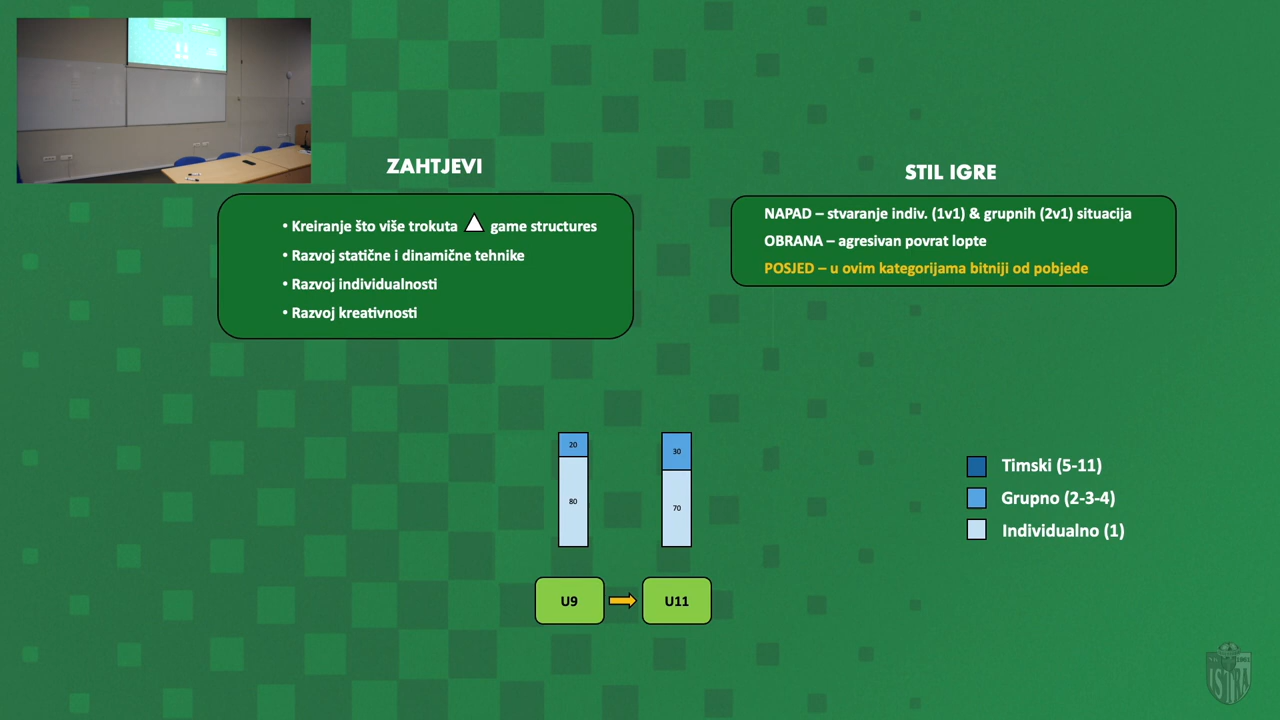 ZAHTJEVI
• Kreiranje što više trokuta game structures
• Razvoj statične i dinamične tehnike
• Razvoj individualnosti
• Razvoj kreativnosti
STIL IGRE
NAPAD – stvaranje indiv. (1v1) & grupnih (2v1) situacija
OBRANA – agresivan povrat lopte
POSJED – u ovim kategorijama bitniji od pobjede
20
80
30
70
U9
U11
Timski (5-11)
Grupno (2-3-4)
Individualno (1)